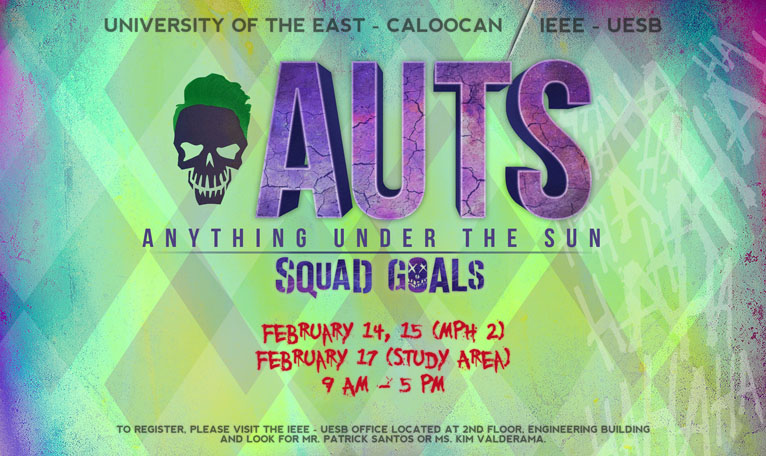 UNIVERSITY OF THE EAST - CALOOCAN IEEE - UESB
AUTS
ANYTHING UNDER THE SUN
SQUAD GOALS
FEBRUARY 14, 15 (MPH 2)
FEBRUARY 17 (STUDY AREA)
9 AM - 5 PM
TO REGISTER, PLEASE VISIT THE IEEE - UESB OFFICE LOCATED AT 2ND FLOOR, ENGINEERING BUILDING
AND LOOK FOR MR. PATRICK SANTOS OR MS. KIM VALDERAMA.